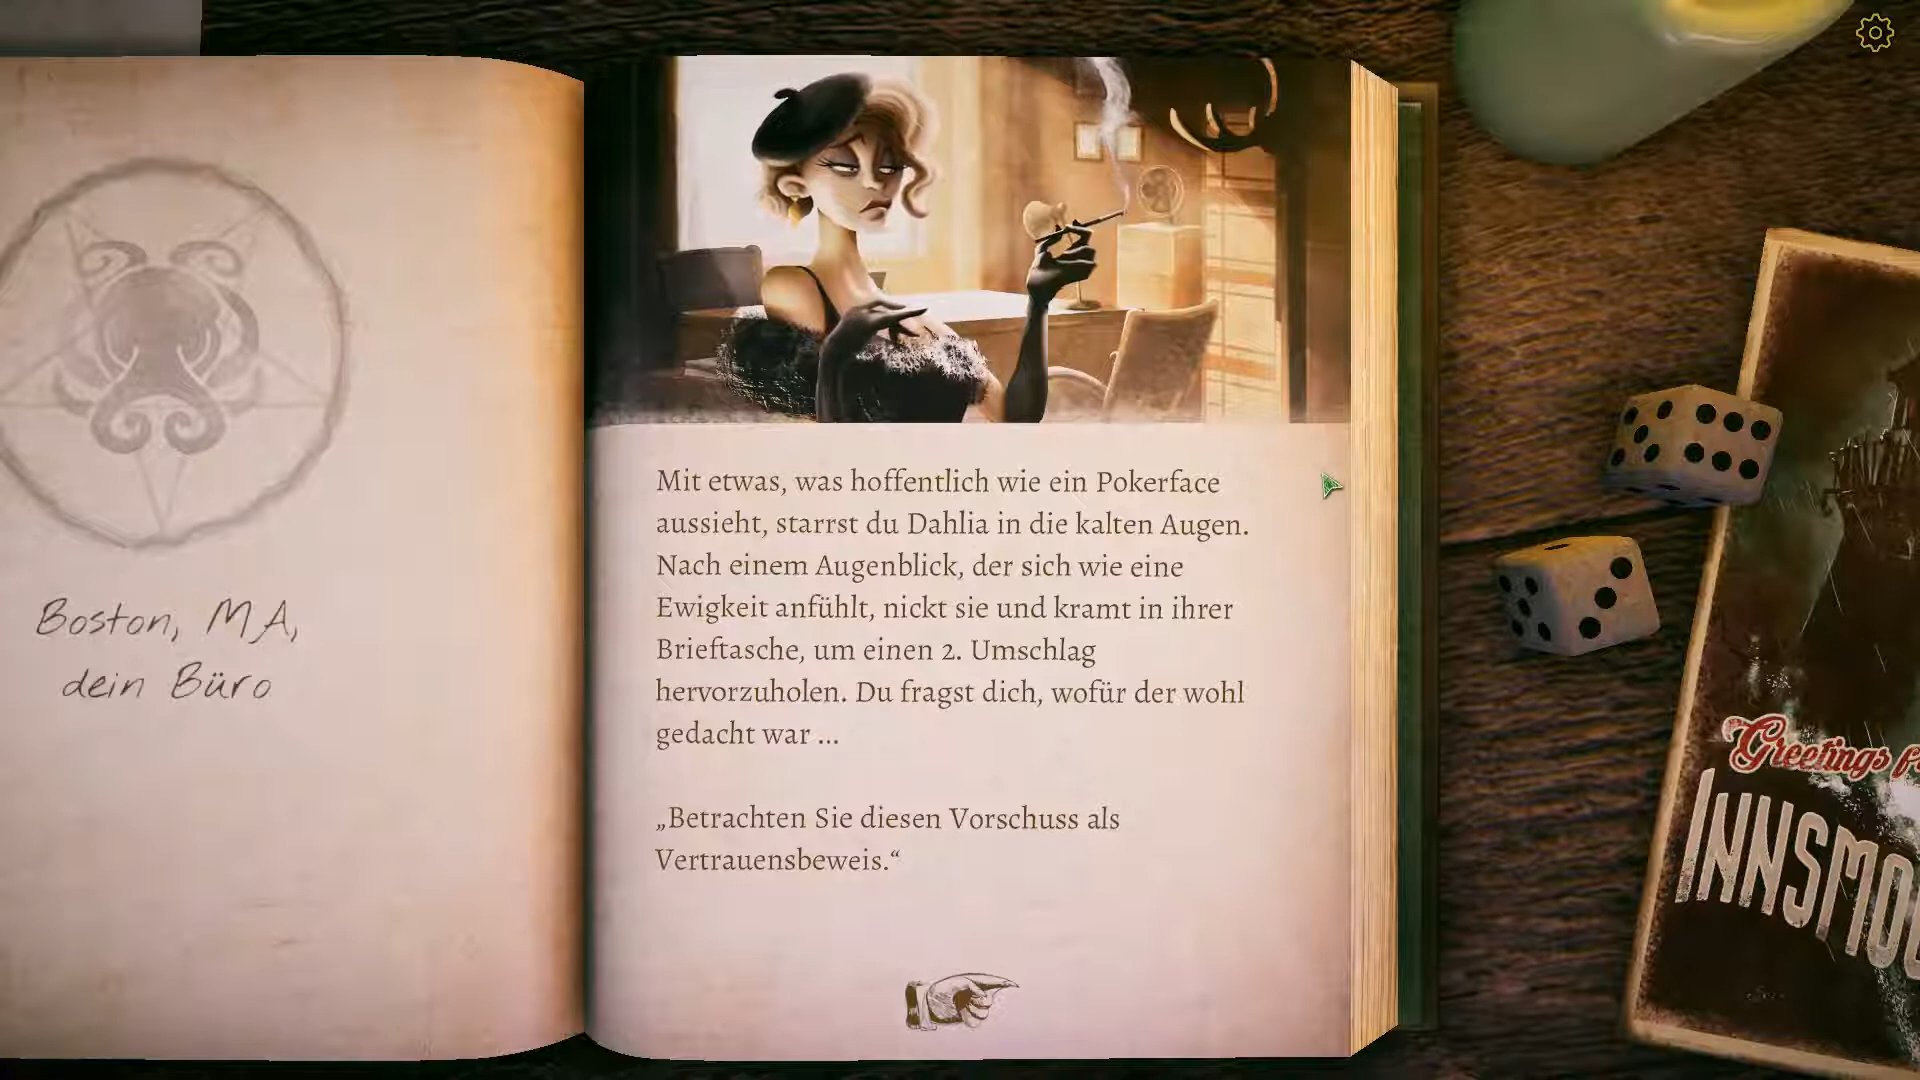 Boston, MA,
dein Büro
Mit etwas, was hoffentlich wie ein Pokerface
aussieht, starrst du Dahlia in die kalten Augen.
Nach einem Augenblick, der sich wie eine
Ewigkeit anfühlt, nickt sie und kramt in ihrer
Brieftasche, um einen 2. Umschlag
hervorzuholen. Du fragst dich, wofür der wohl
gedacht war ...
„Betrachten Sie diesen Vorschuss als
Vertrauensbeweis.“
Greetings